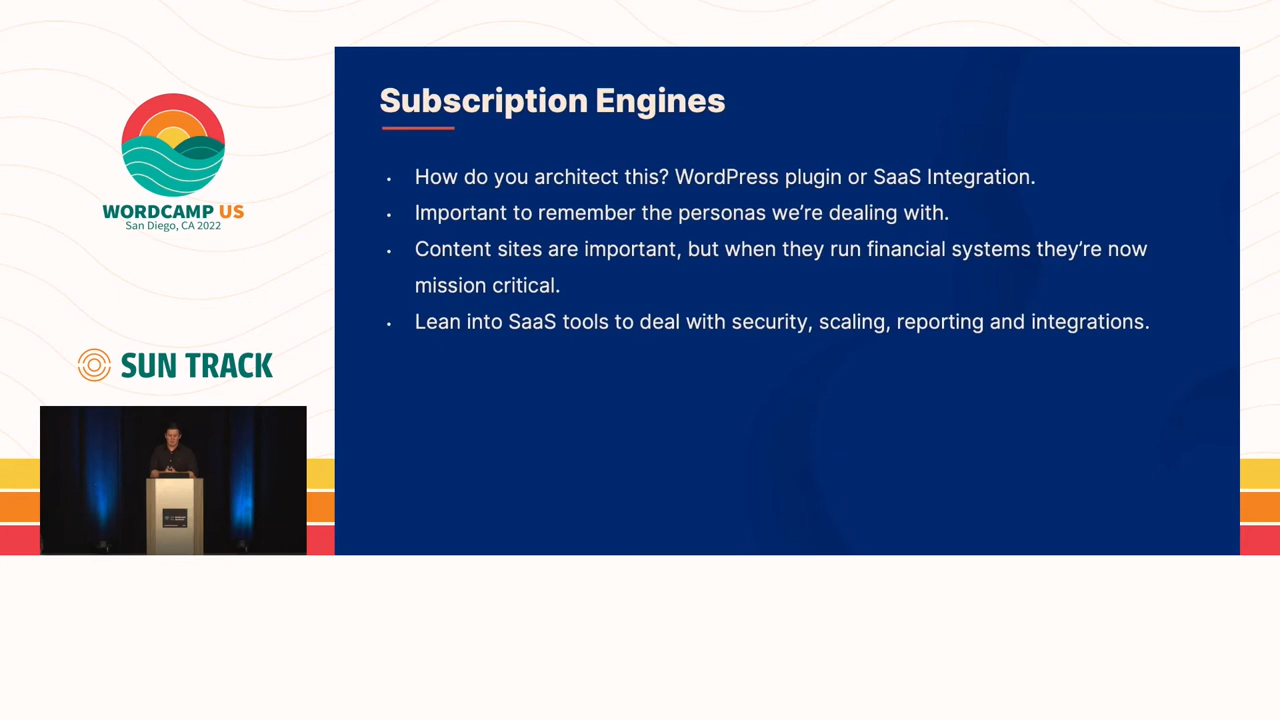 WORDCAMP US
San Diego, CA 2022
SUN TRACK
Subscription Engines
• How do you architect this? WordPress plugin or SaaS Integration.
• Important to remember the personas we’re dealing with.
• Content sites are important, but when they run financial systems they’re now
mission critical.
• Lean into SaaS tools to deal with security, scaling, reporting and integrations.